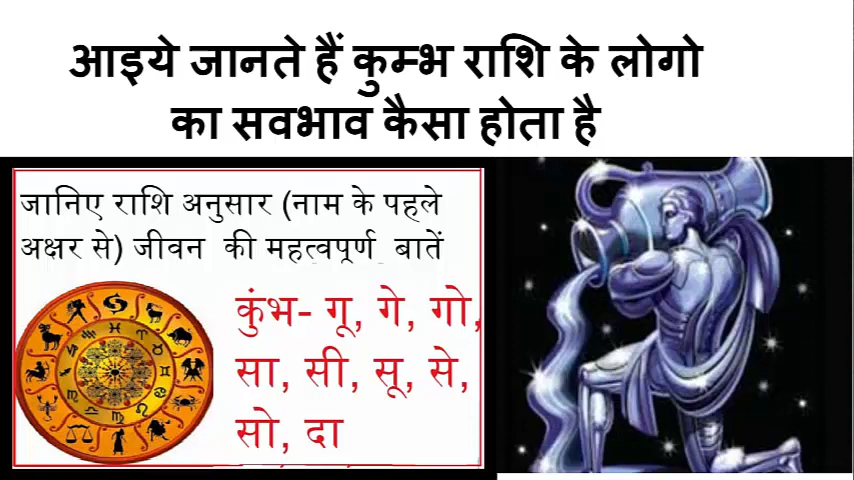 आइये जानते हैं कुम्भ राशि के लोगो
का सवभाव कैसा होता है
जानिए राशि अनुसार (नाम के पहले
अक्षर से) जीवन की महत्वपूर्ण बातें
कुंभ- गू, गे, गो,
सा, सी, सू, से,
सो, दा